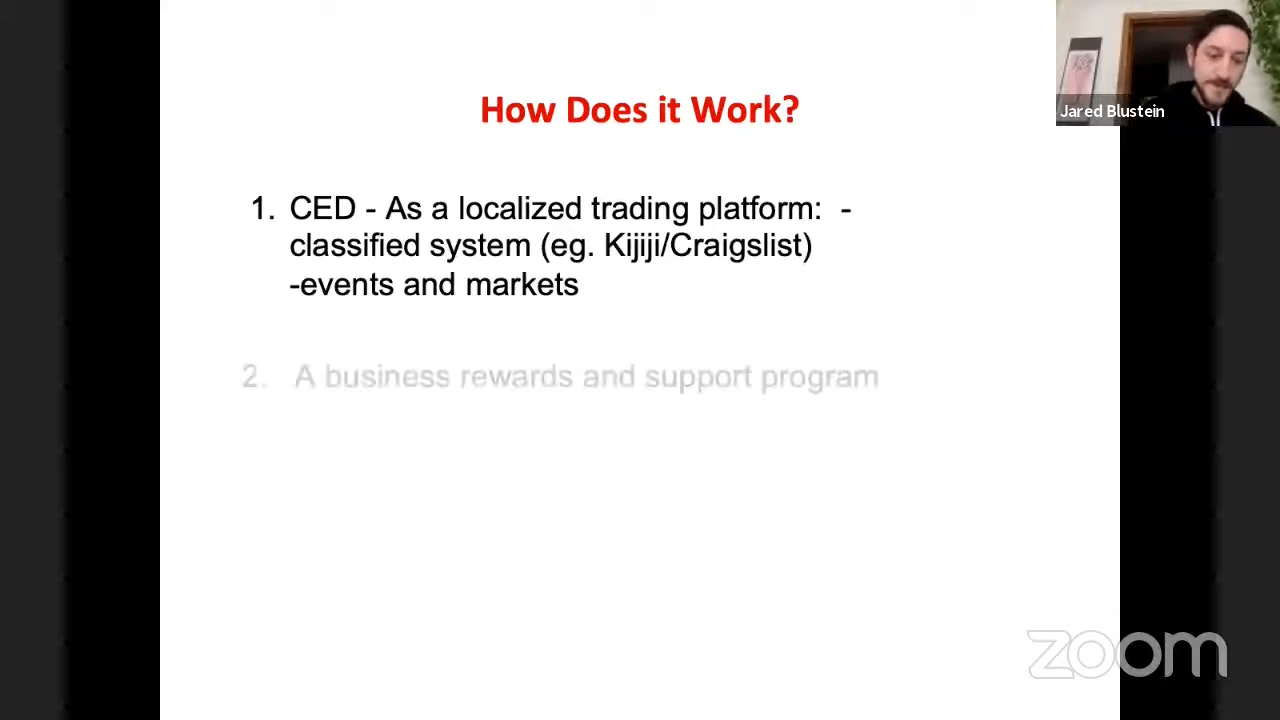 How Does it Work?
Jared Blustein
1. CED - As a localized trading platform: -
classified system (eg. Kijiji/Craigslist)
-events and markets
2. A business rewards and support program
zoom